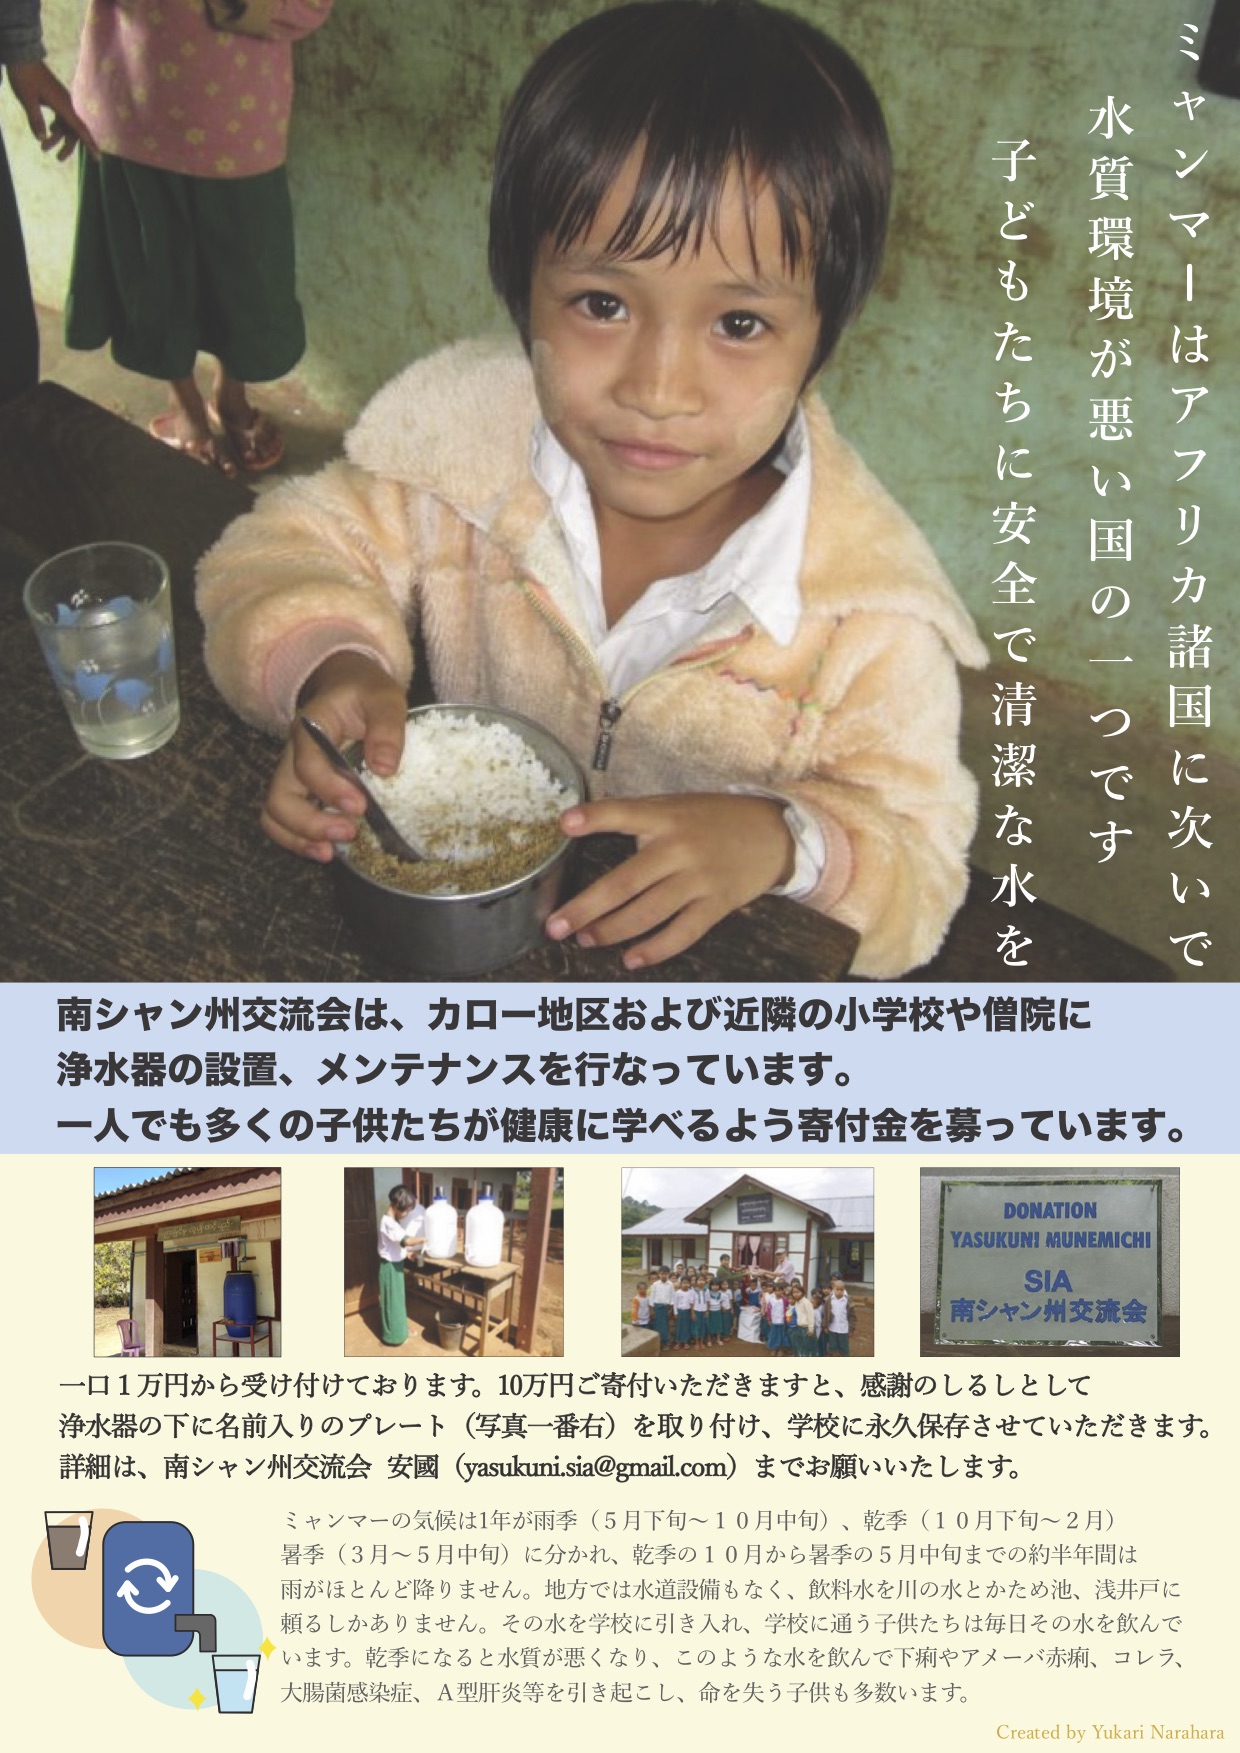 ミャンマーはアフリカ諸国に次いで
水質環境が悪い国の一つです
子どもたちに安全で清潔な水を
南シャン州交流会は、カロー地区および近隣の小学校や僧院に
浄水器の設置、メンテナンスを行なっています。
一人でも多くの子供たちが健康に学べるよう寄付金を募っています。
DONATION
YASUKUNI MUNEMICHI
SIA
南シャン州交流会
一口１万円から受け付けております。10万円ご寄付いただきますと、感謝のしるしとして
浄水器の下に名前入りのプレート（写真一番右）を取り付け、学校に永久保存させていただきます。
詳細は、南シャン州交流会 安國（yasukuni.sia@gmail.com）までお願いいたします。
ミャンマーの気候は1年が雨季（５月下旬〜１０月中旬）、乾季（１０月下旬〜２月）
暑季（３月〜５月中旬）に分かれ、乾季の１０月から暑季の５月中旬までの約半年間は
雨がほとんど降りません。地方では水道設備もなく、飲料水を川の水とかため池、浅井戸に
頼るしかありません。その水を学校に引き入れ、学校に通う子供たちは毎日その水を飲んで
います。乾季になると水質が悪くなり、このような水を飲んで下痢やアメーバ赤痢、コレラ、
大腸菌感染症、Ａ型肝炎等を引き起こし、命を失う子供も多数います。
Created by Yukari Narahara